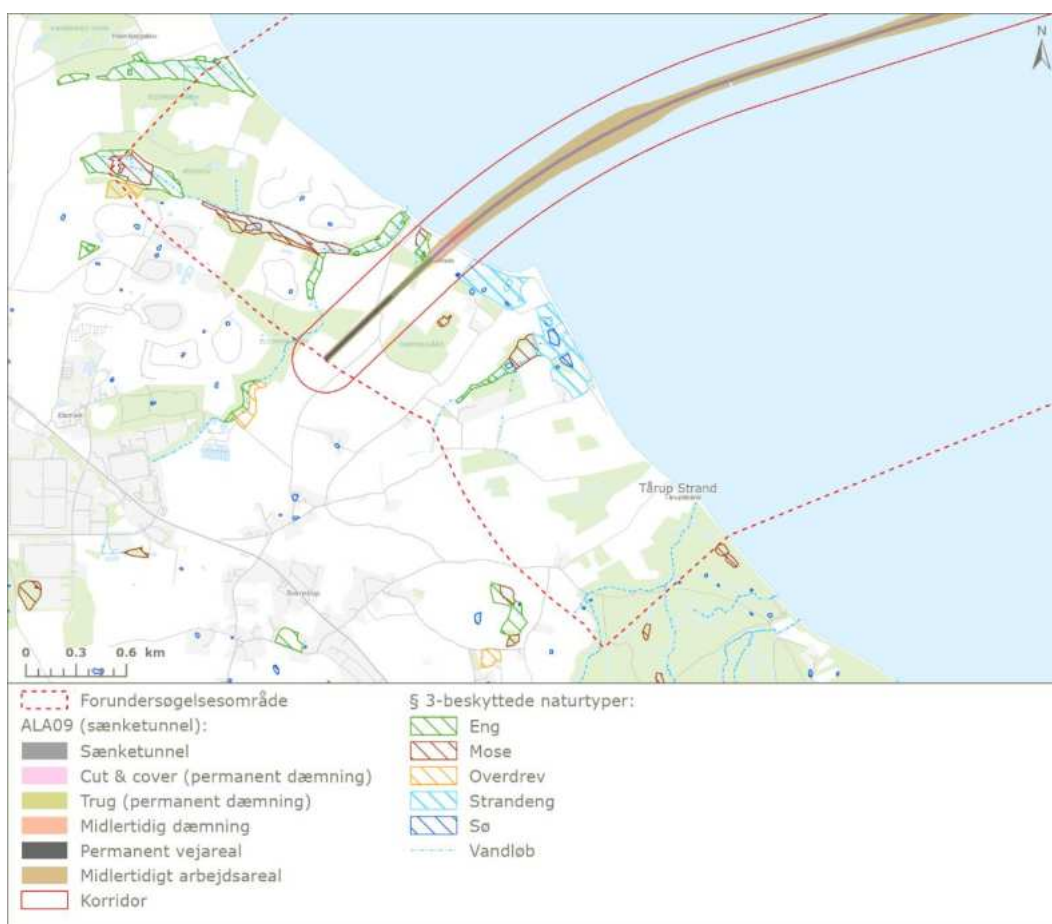 N
Tårup Strand
0 0.3 0.6 km
Forundersøgelsesområde
ALA09 (sænketunnel):
Sænketunnel
Cut & cover (permanent dæmning)
Trug (permanent dæmning)
Midlertidig dæmning
Permanent vejareal
Midlertidigt arbejdsareal
Korridor
§ 3-beskyttede naturtyper:
Eng
Mose
Overdrev
Strandeng
Sø
Vandløb